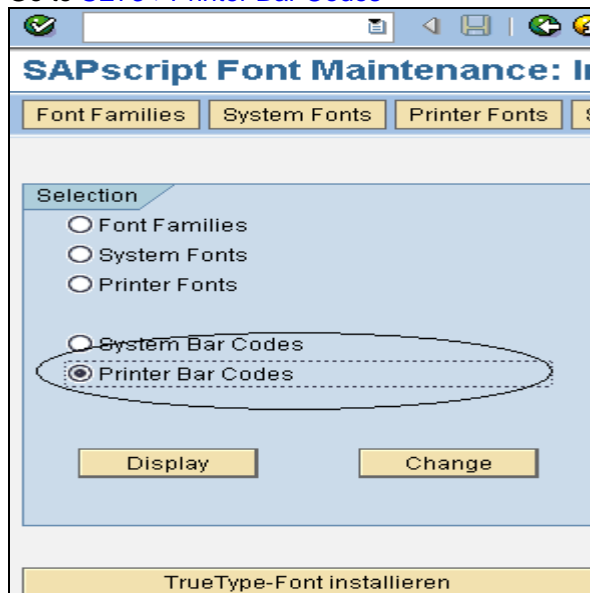 SAPscript Font Maintenance:
Font Families System Fonts Printer Fonts
Selection
Font Families
System Fonts
Printer Fonts
System Bar Codes
Printer Bar Codes
Display Change
TrueType-Font installieren